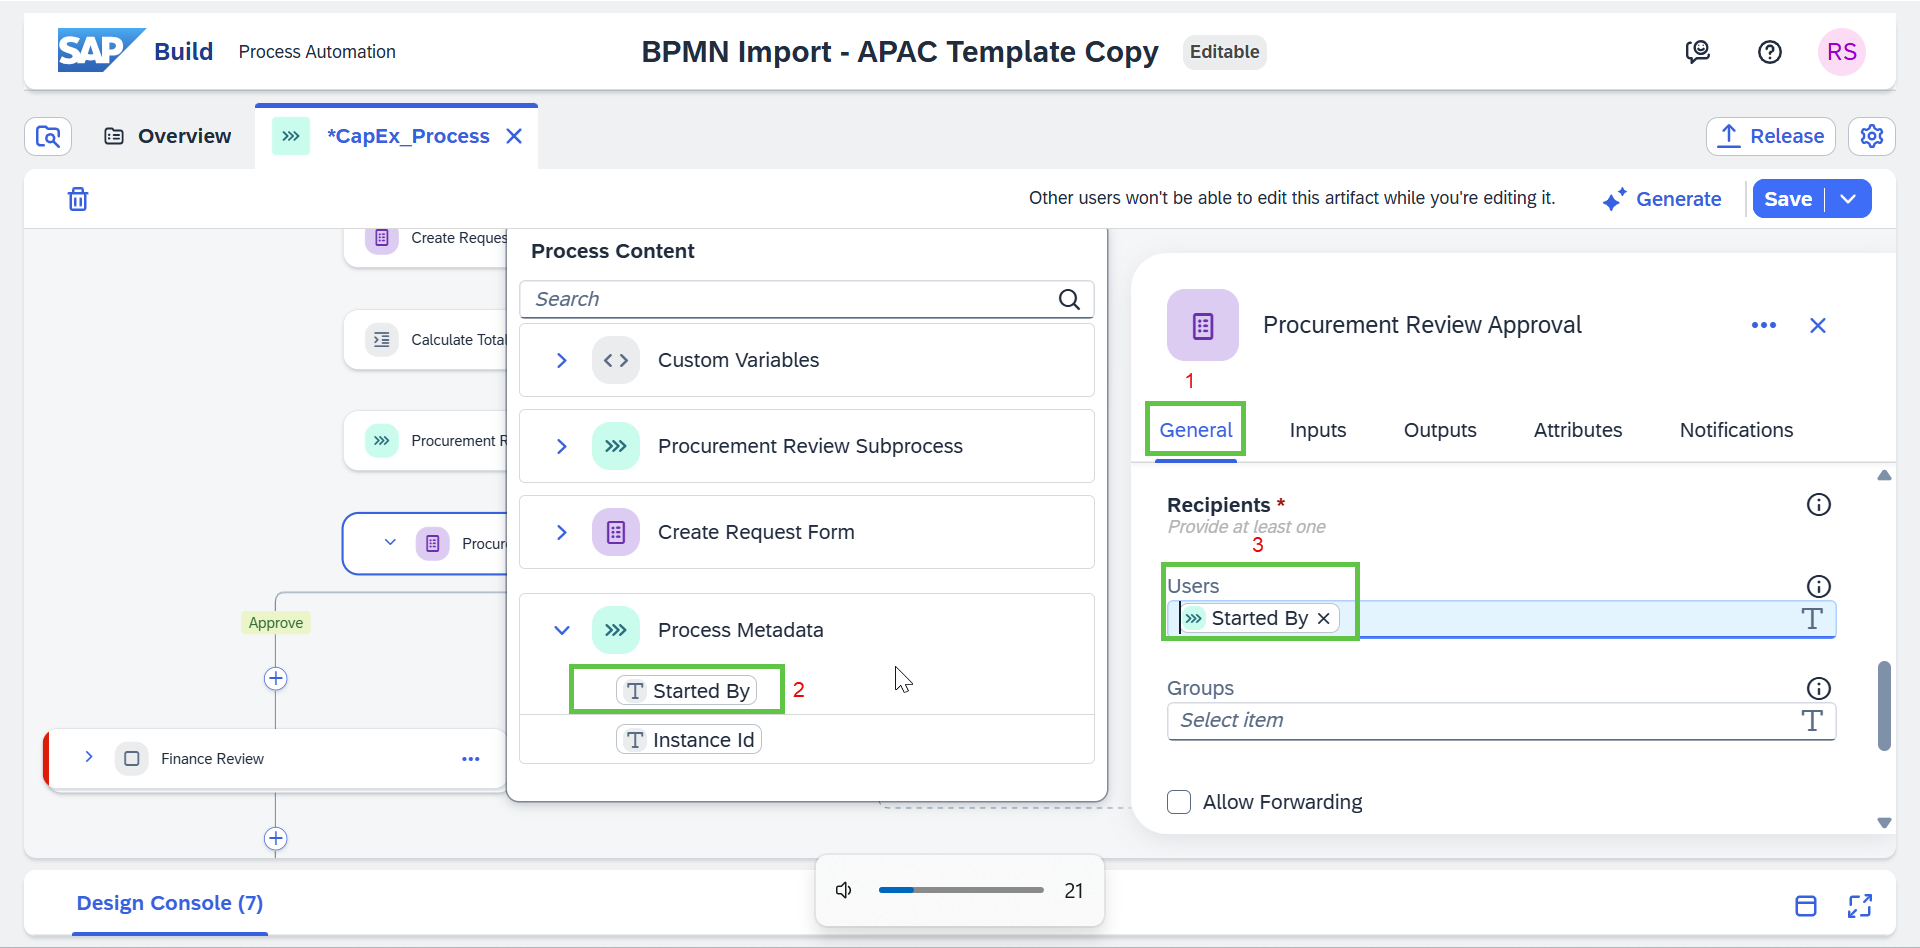 SAP Build Process Automation
BPMN Import - APAC Template Copy Editable
RS
Overview
*CapEx_Process
Release
Other users won't be able to edit this artifact while you're editing it.
Generate
Save
Create Reques
Calculate Total
Procurement R
Procur
Approve
Finance Review
Process Content
Search
Custom Variables
Procurement Review Subprocess
Create Request Form
Process Metadata
T Started By
2
T Instance Id
Procurement Review Approval
1
General Inputs Outputs Attributes Notifications
Recipients *
Provide at least one
3
Users
Started By
T
Groups
Select item
T
Allow Forwarding
Design Console (7)
21